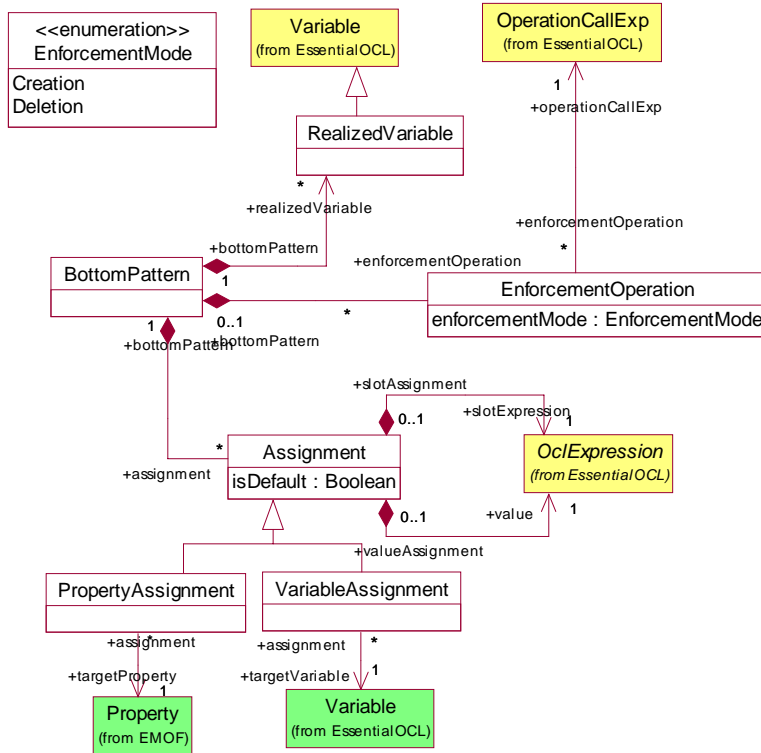 <<enumeration>>
EnforcementMode
Creation
Deletion
Variable
(from EssentialOCL)
OperationCallExp
(from EssentialOCL)
1
+operationCallExp
RealizedVariable
*
+realizedVariable
+enforcementOperation
*
+bottomPattern
1
+enforcementOperation
BottomPattern
EnforcementOperation
enforcementMode : EnforcementMode
1
0..1
*
+bottomPattern
+bottomPattern
+slotAssignment
0..1
+slotExpression
1
*
+assignment
Assignment
isDefault : Boolean
OclExpression
(from EssentialOCL)
0..1
+value
1
+valueAssignment
PropertyAssignment
VariableAssignment
*
+assignment
+assignment
*
+targetProperty
1
+targetVariable
1
Property
(from EMOF)
Variable
(from EssentialOCL)